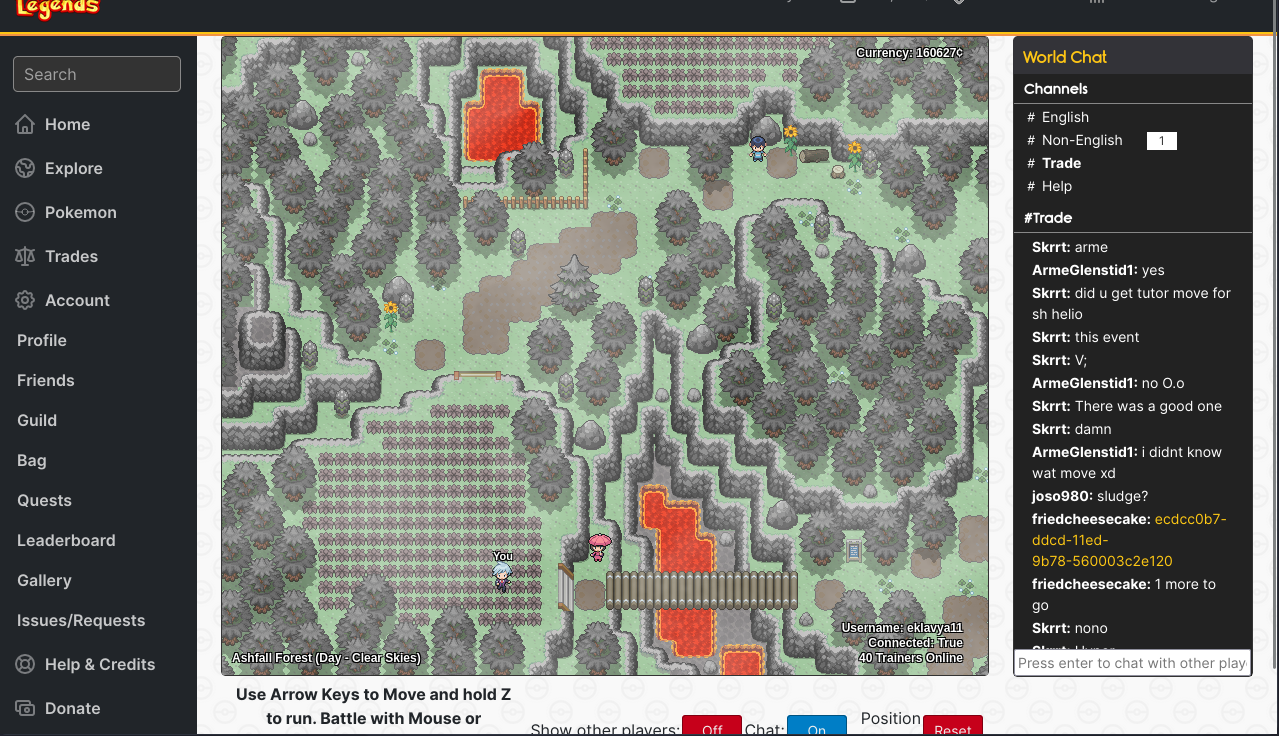 Legends
Search
Home
Explore
Pokemon
Trades
Account
Profile
Friends
Guild
Bag
Quests
Leaderboard
Gallery
Issues/Requests
Help & Credits
Donate
Currency: 160627¢
You
Ashfall Forest (Day - Clear Skies)
Username: eklavya11
Connected: True
40 Trainers Online
Use Arrow Keys to Move and hold Z
to run. Battle with Mouse or
Show other players: Off Chat: On
Position
Reset
World Chat
Channels
# English
# Non-English 1
# Trade
# Help
#Trade
Skrrt: arme
ArmeGlenstid1: yes
Skrrt: did u get tutor move for
sh helio
Skrrt: this event
Skrrt: V;
ArmeGlenstid1: no O.o
Skrrt: There was a good one
Skrrt: damn
ArmeGlenstid1: i didnt know
wat move xd
joso980: sludge?
friedcheesecake: ecdcc0b7-
ddcd-11ed-
9b78-560003c2e120
friedcheesecake: 1 more to
go
Skrrt: nono
Press enter to chat with other play